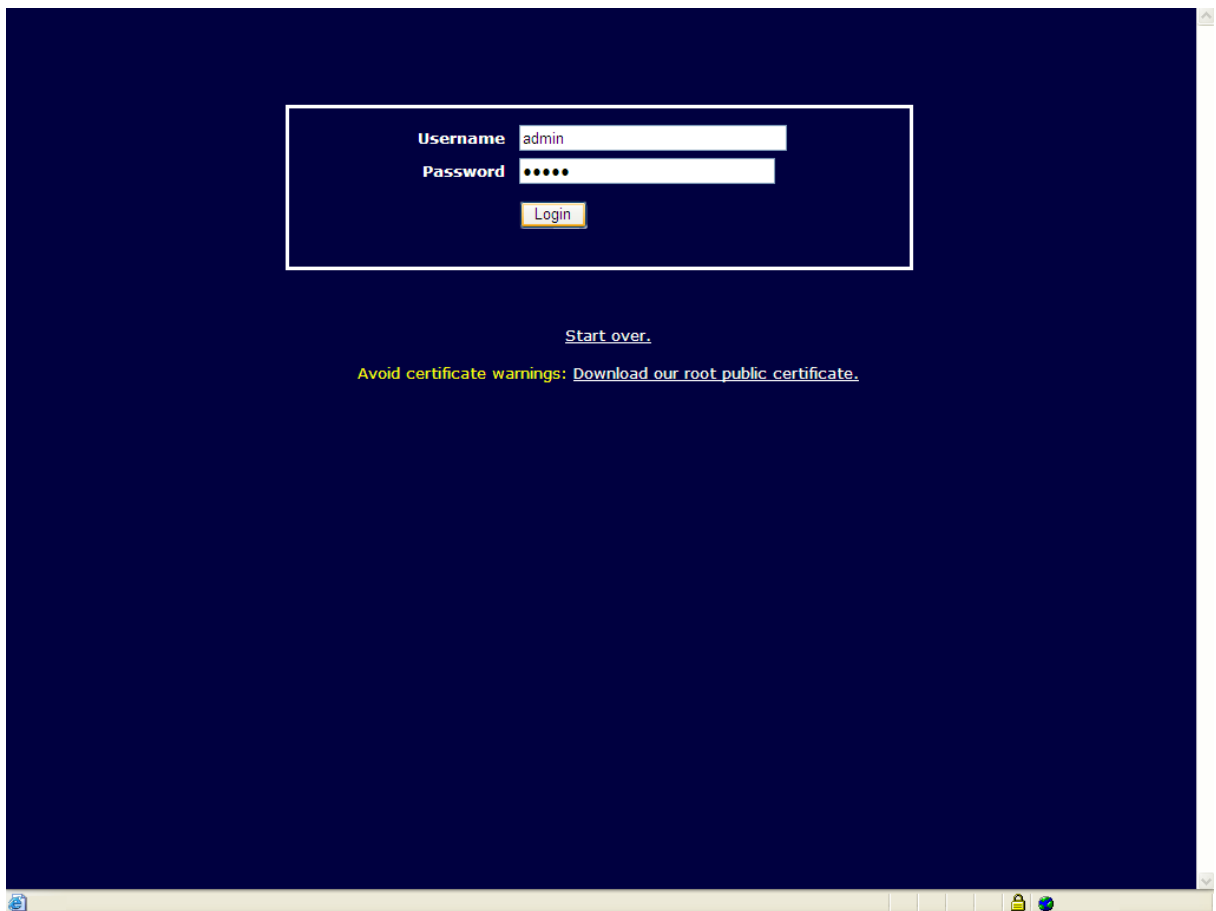 Username admin
Password •••••
Login
Start over.
Avoid certificate warnings: Download our root public certificate.